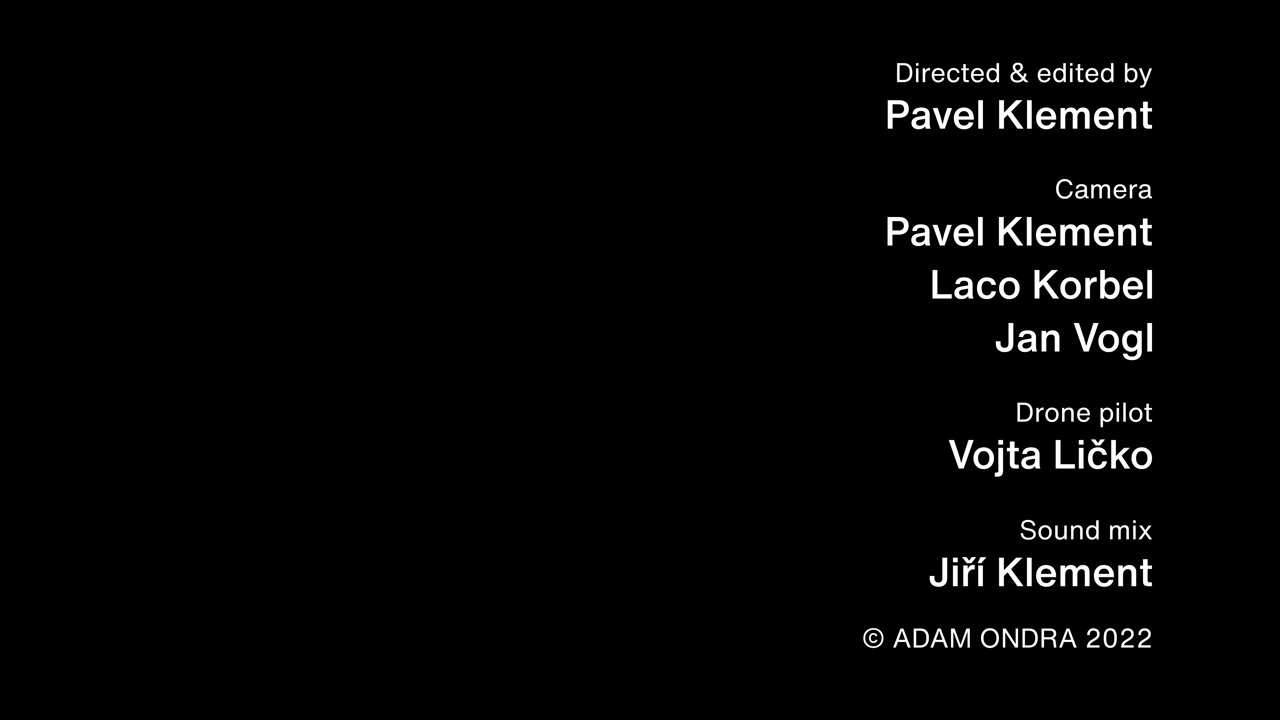 Directed & edited by
Pavel Klement
Camera
Pavel Klement
Laco Korbel
Jan Vogl
Drone pilot
Vojta Ličko
Sound mix
Jiří Klement
© ADAM ONDRA 2022